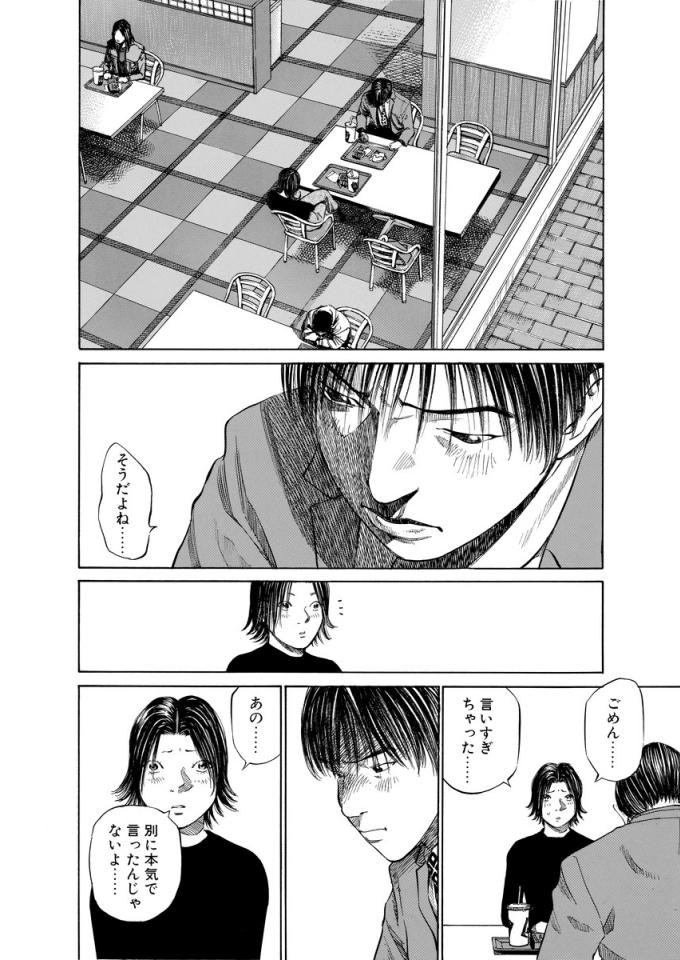 そうだよね……
ごめん……
言いすぎ
ちゃった……
あの……
別に本気で
言ったんじゃ
ないよ……